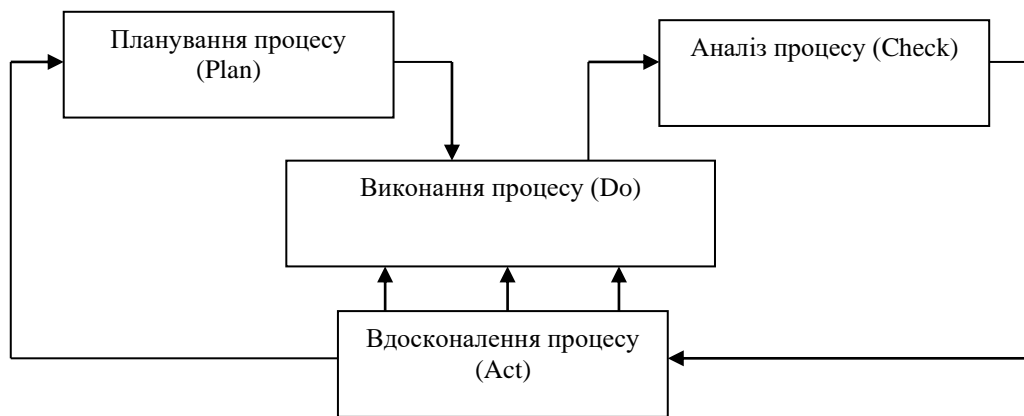 Планування процесу
(Plan)
Аналіз процесу (Check)
Виконання процесу (Do)
Вдосконалення процесу
(Act)